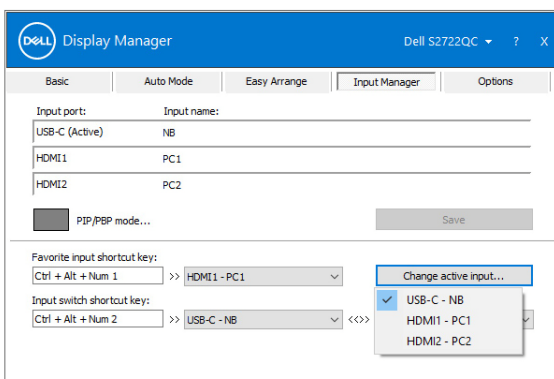 DELL Display Manager Dell S2722QC ? X
Basic Auto Mode Easy Arrange Input Manager Options
Input port: Input name:
USB-C (Active) NB
HDMI1 PC1
HDMI2 PC2
PIP/PBP mode... Save
Favorite input shortcut key:
Ctrl + Alt + Num 1 >> HDMI1 - PC1 Change active input...
Input switch shortcut key:
Ctrl + Alt + Num 2 >> USB-C - NB <<>>
USB-C - NB
HDMI1 - PC1
HDMI2 - PC2